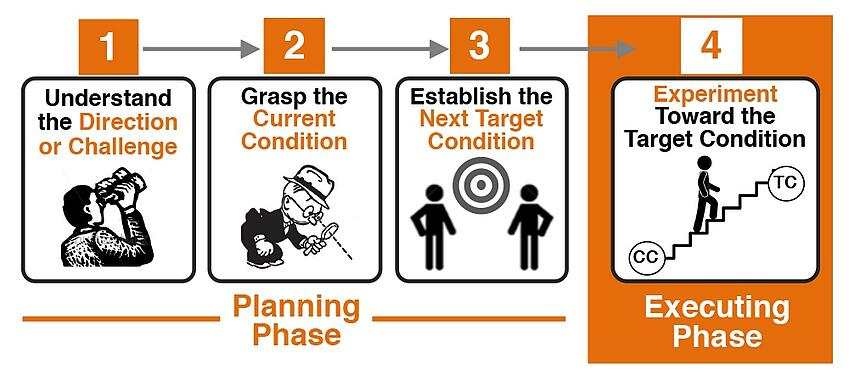 1
2
3
4
Understand
the Direction
or Challenge
Grasp the
Current
Condition
Establish the
Next Target
Condition
Experiment
Toward the
Target Condition
CC
TC
Planning
Phase
Executing
Phase